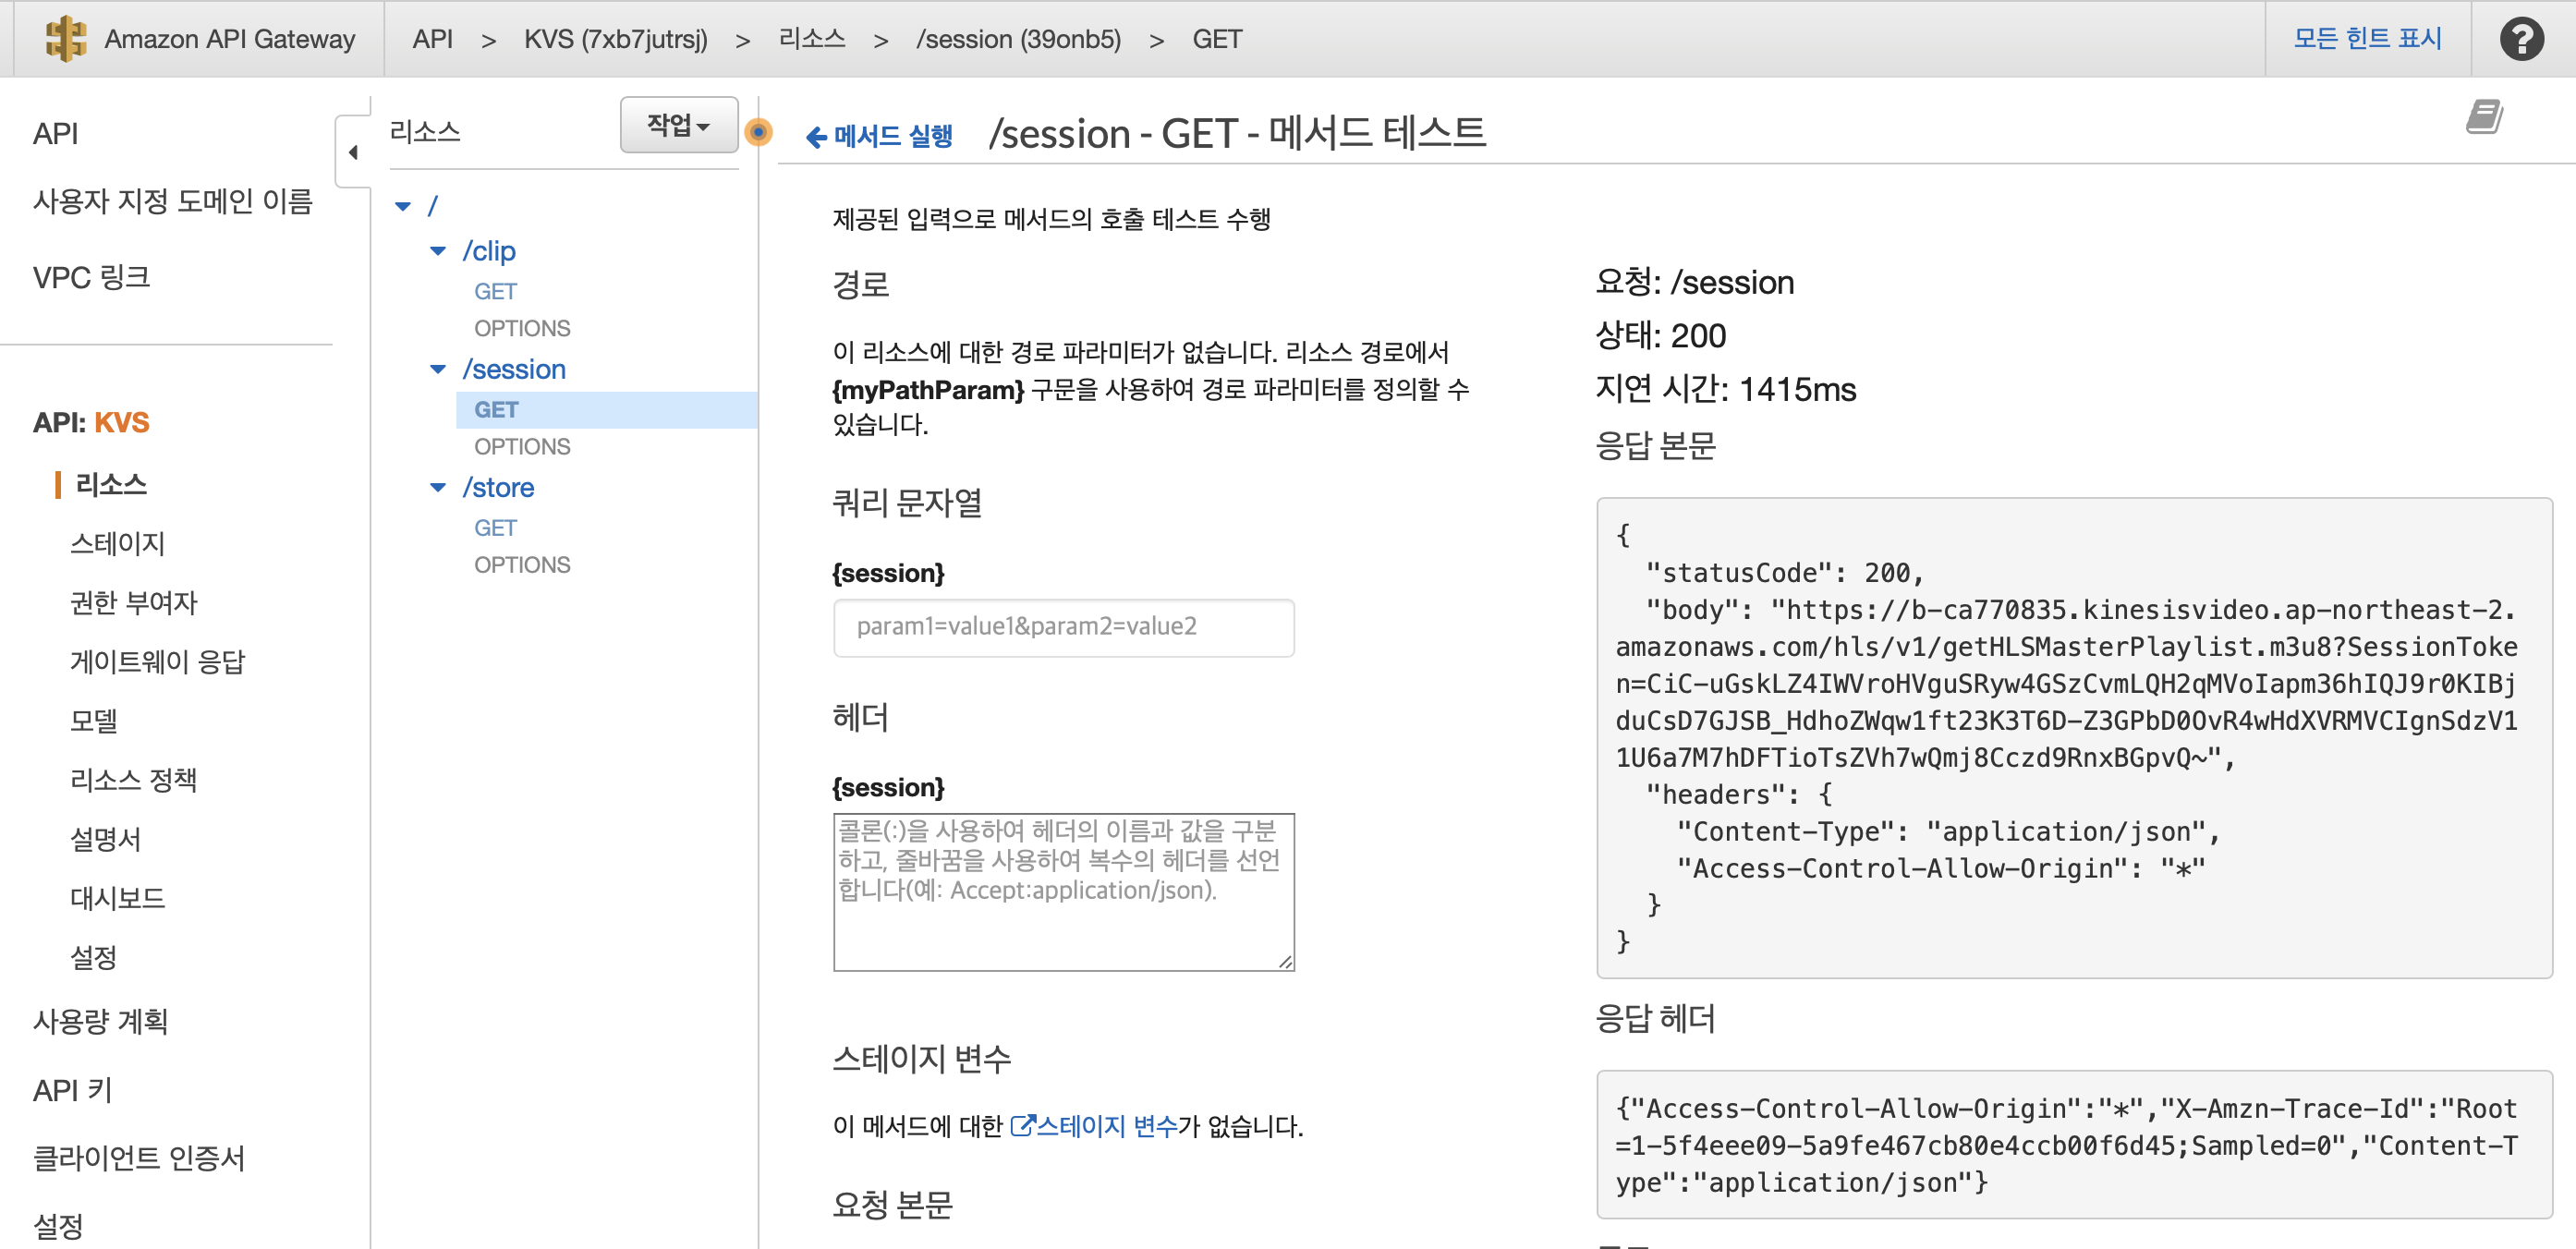 Amazon API Gateway
API > KVS (7xb7jutrsj) > 리소스 > /session (39onb5) > GET
모든 힌트 표시
?
API
사용자 지정 도메인 이름
VPC 링크
API: KVS
리소스
스테이지
권한 부여자
게이트웨이 응답
모델
리소스 정책
설명서
대시보드
설정
사용량 계획
API 키
클라이언트 인증서
설정
리소스
작업
/
/clip
GET
OPTIONS
/session
GET
OPTIONS
/store
GET
OPTIONS
메서드 실행 /session - GET - 메서드 테스트
제공된 입력으로 메서드의 호출 테스트 수행
경로
이 리소스에 대한 경로 파라미터가 없습니다. 리소스 경로에서
{myPathParam} 구문을 사용하여 경로 파라미터를 정의할 수
있습니다.
쿼리 문자열
{session}
param1=value1&param2=value2
헤더
{session}
콜론(:)을 사용하여 헤더의 이름과 값을 구분
하고, 줄바꿈을 사용하여 복수의 헤더를 선언
합니다(예: Accept:application/json).
스테이지 변수
이 메서드에 대한 스테이지 변수가 없습니다.
요청 본문
요청: /session
상태: 200
지연 시간: 1415ms
응답 본문
{
"statusCode": 200,
"body": "https://b-ca770835.kinesisvideo.ap-northeast-2.
amazonaws.com/hls/v1/getHLSMasterPlaylist.m3u8?SessionToke
n=CiC-uGskLZ4IWVroHVguSRyw4GSzCvmLQH2qMVoIapm36hIQJ9r0KIBj
duCsD7GJSB_HdhoZWqw1ft23K3T6D-Z3GPbD0OvR4wHdXVRMVCIgnSdzV1
1U6a7M7hDFTioTsZVh7wQmj8Cczd9RnxBGpvQ~",
"headers": {
"Content-Type": "application/json",
"Access-Control-Allow-Origin": "*"
}
}
응답 헤더
{"Access-Control-Allow-Origin":"*","X-Amzn-Trace-Id":"Root
=1-5f4eee09-5a9fe467cb80e4ccb00f6d45;Sampled=0","Content-T
ype":"application/json"}